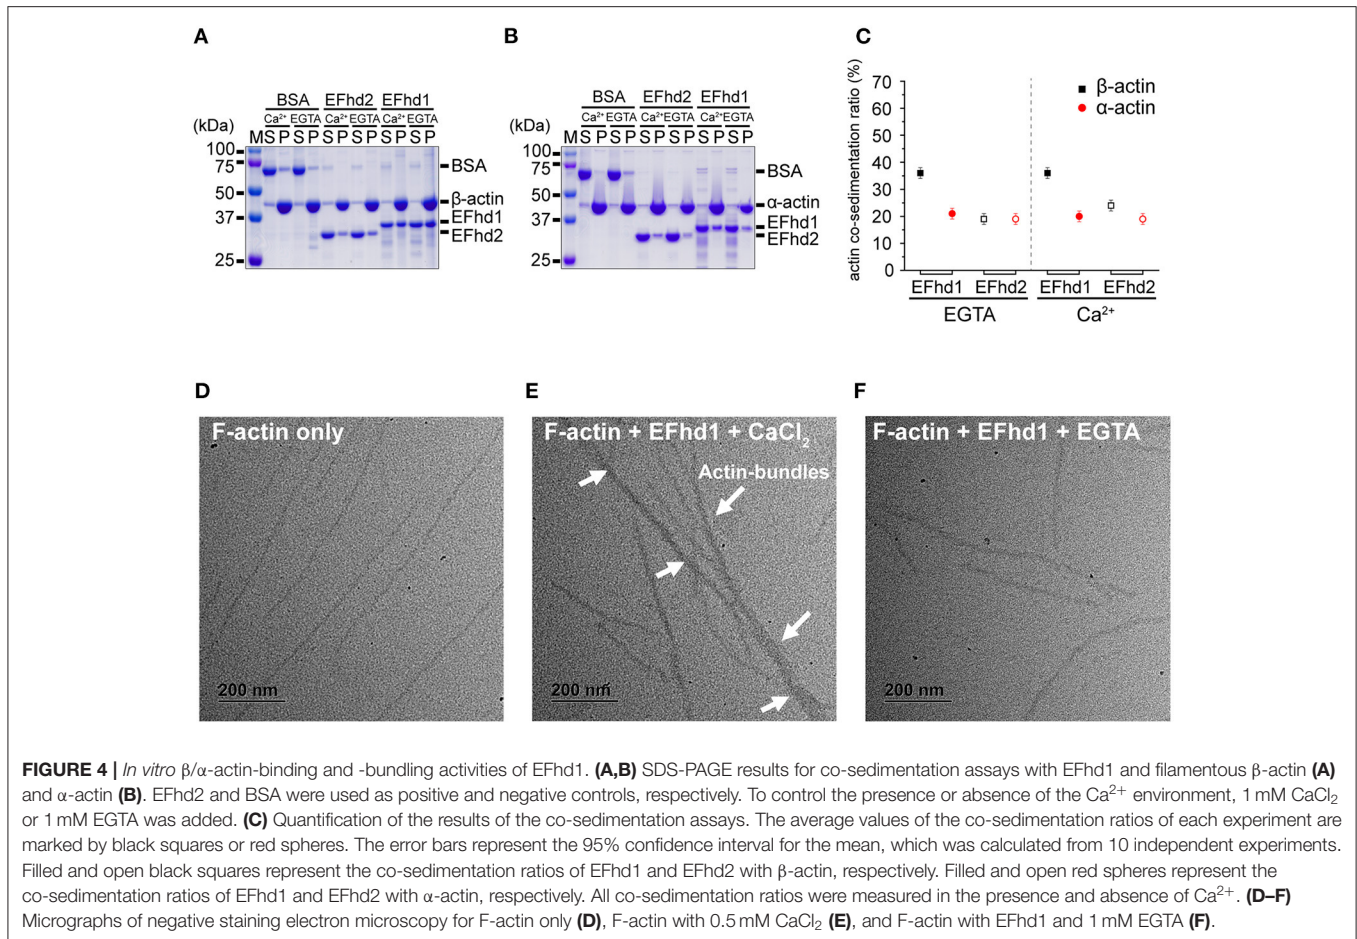 A
BSA EFhd2 EFhd1
Ca²⁺ EGTA Ca²⁺ EGTA Ca²⁺ EGTA
(kDa)
M S P S P S P S P S P S P
100
75
50
37
25
BSA
β-actin
EFhd1
EFhd2
B
BSA EFhd2 EFhd1
Ca²⁺ EGTA Ca²⁺ EGTA Ca²⁺ EGTA
(kDa)
M S P S P S P S P S P S P
100
75
50
37
25
BSA
α-actin
EFhd1
EFhd2
C
actin co-sedimentation ratio (%)
70
60
50
40
30
20
10
0
β-actin
α-actin
EFhd1 EFhd2 EFhd1 EFhd2
EGTA Ca²⁺
D
F-actin only
200 nm
E
F-actin + EFhd1 + CaCl₂
Actin-bundles
200 nm
F
F-actin + EFhd1 + EGTA
200 nm
FIGURE 4 | In vitro β/α-actin-binding and -bundling activities of EFhd1. (A,B) SDS-PAGE results for co-sedimentation assays with EFhd1 and filamentous β-actin (A)
and α-actin (B). EFhd2 and BSA were used as positive and negative controls, respectively. To control the presence or absence of the Ca²⁺ environment, 1 mM CaCl₂
or 1 mM EGTA was added. (C) Quantification of the results of the co-sedimentation assays. The average values of the co-sedimentation ratios of each experiment are
marked by black squares or red spheres. The error bars represent the 95% confidence interval for the mean, which was calculated from 10 independent experiments.
Filled and open black squares represent the co-sedimentation ratios of EFhd1 and EFhd2 with β-actin, respectively. Filled and open red spheres represent the
co-sedimentation ratios of EFhd1 and EFhd2 with α-actin, respectively. All co-sedimentation ratios were measured in the presence and absence of Ca²⁺. (D–F)
Micrographs of negative staining electron microscopy for F-actin only (D), F-actin with 0.5 mM CaCl₂ (E), and F-actin with EFhd1 and 1 mM EGTA (F).